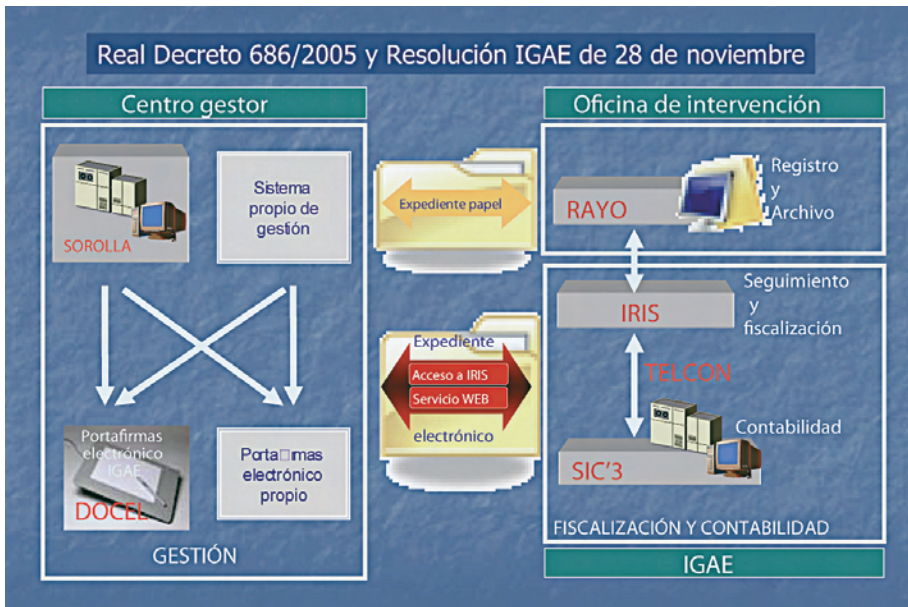 Real Decreto 686/2005 y Resolución IGAE de 28 de noviembre
Centro gestor
SOROLLA
Sistema
propio de
gestión
Portafirmas
electrónico
IGAE
DOCEL
Porta□rmas
electrónico
propio
GESTIÓN
Expediente papel
Expediente
Acceso a IRIS
Servicio WEB
electrónico
Oficina de intervención
RAYO
Registro
y
Archivo
IRIS
Seguimiento
y
fiscalización
TELCON
Contabilidad
SIC'3
FISCALIZACIÓN Y CONTABILIDAD
IGAE